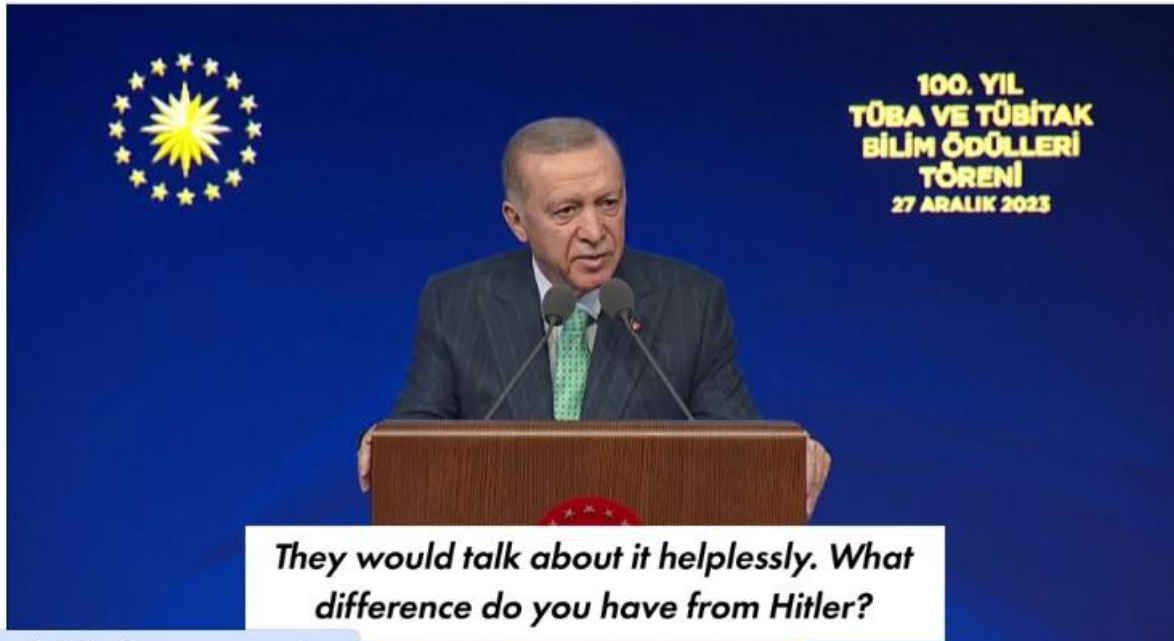 100. YIL
TÜBA VE TÜBİTAK
BİLİM ÖDÜLLERİ
TÖRENİ
27 ARALIK 2023
They would talk about it helplessly. What
difference do you have from Hitler?